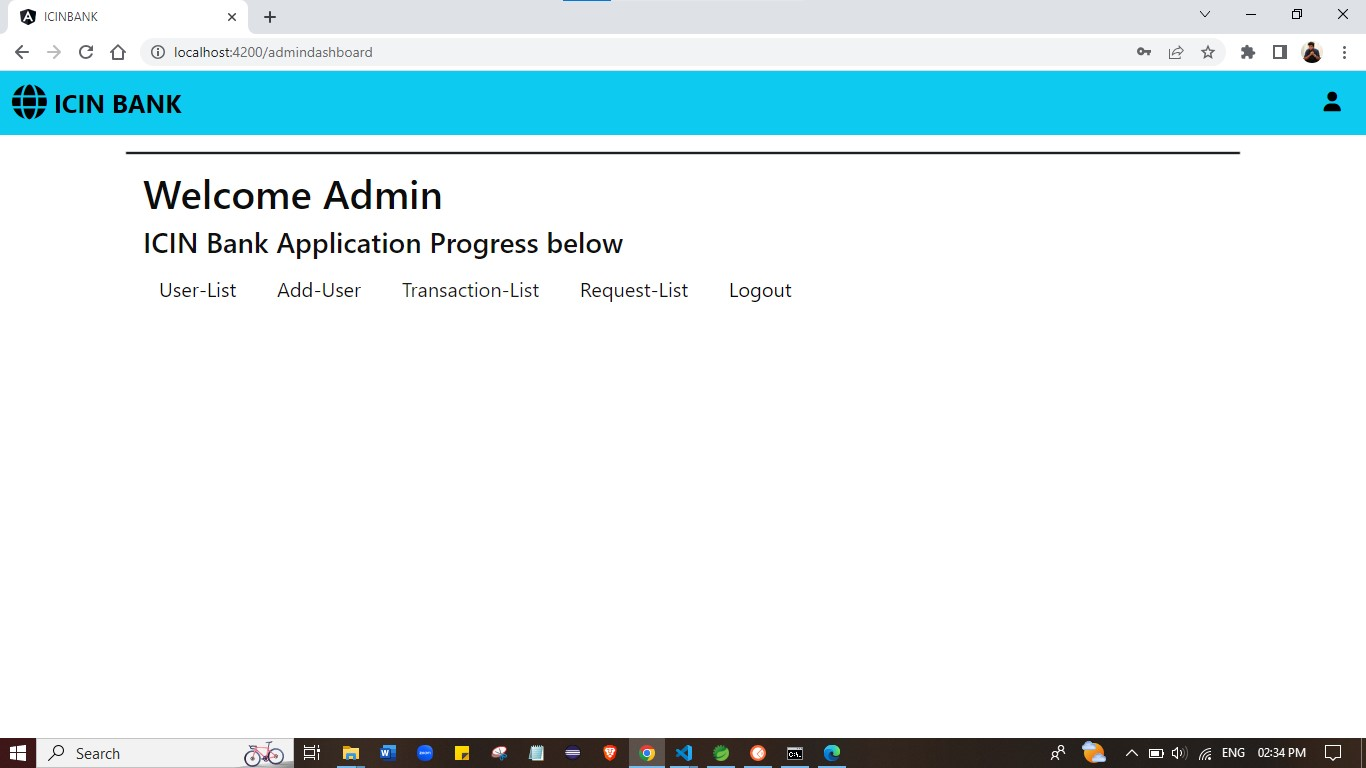 ICINBANK
localhost:4200/admindashboard
ICIN BANK
Welcome Admin
ICIN Bank Application Progress below
User-List Add-User Transaction-List Request-List Logout
Search ENG 02:34 PM